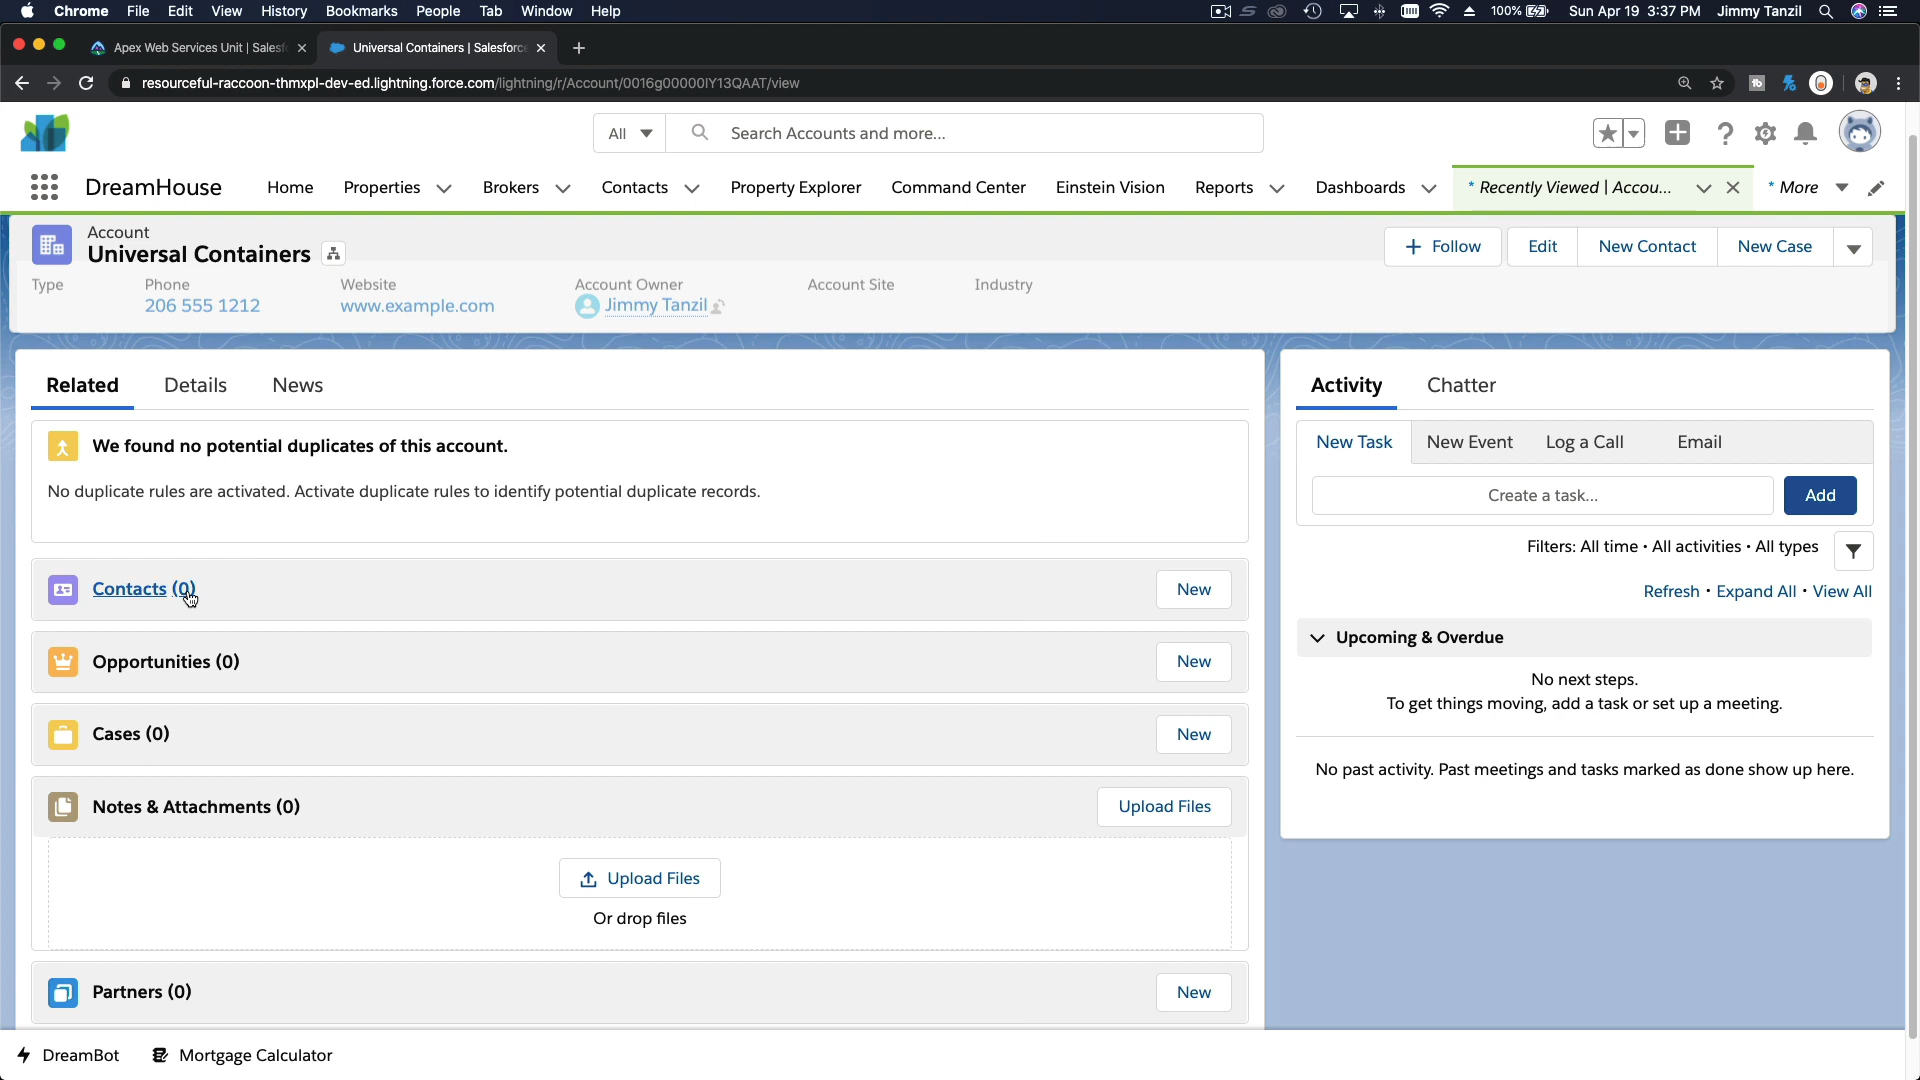 Chrome File Edit View History Bookmarks People Tab Window Help 100% Sun Apr 19 3:37 PM Jimmy Tanzil
Apex Web Services Unit | Salesf Universal Containers | Salesforce
resourceful-raccoon-thmxpl-dev-ed.lightning.force.com/lightning/r/Account/0016g00000IY13QAAT/view
All Search Accounts and more...
DreamHouse Home Properties Brokers Contacts Property Explorer Command Center Einstein Vision Reports Dashboards * Recently Viewed | Accou... * More
Account
Universal Containers
+ Follow Edit New Contact New Case
Type Phone Website Account Owner Account Site Industry
206 555 1212 www.example.com Jimmy Tanzil
Related Details News
We found no potential duplicates of this account.
No duplicate rules are activated. Activate duplicate rules to identify potential duplicate records.
Contacts (0) New
Opportunities (0) New
Cases (0) New
Notes & Attachments (0) Upload Files
Upload Files
Or drop files
Partners (0) New
Activity Chatter
New Task New Event Log a Call Email
Create a task... Add
Filters: All time • All activities • All types
Refresh • Expand All • View All
Upcoming & Overdue
No next steps.
To get things moving, add a task or set up a meeting.
No past activity. Past meetings and tasks marked as done show up here.
DreamBot Mortgage Calculator